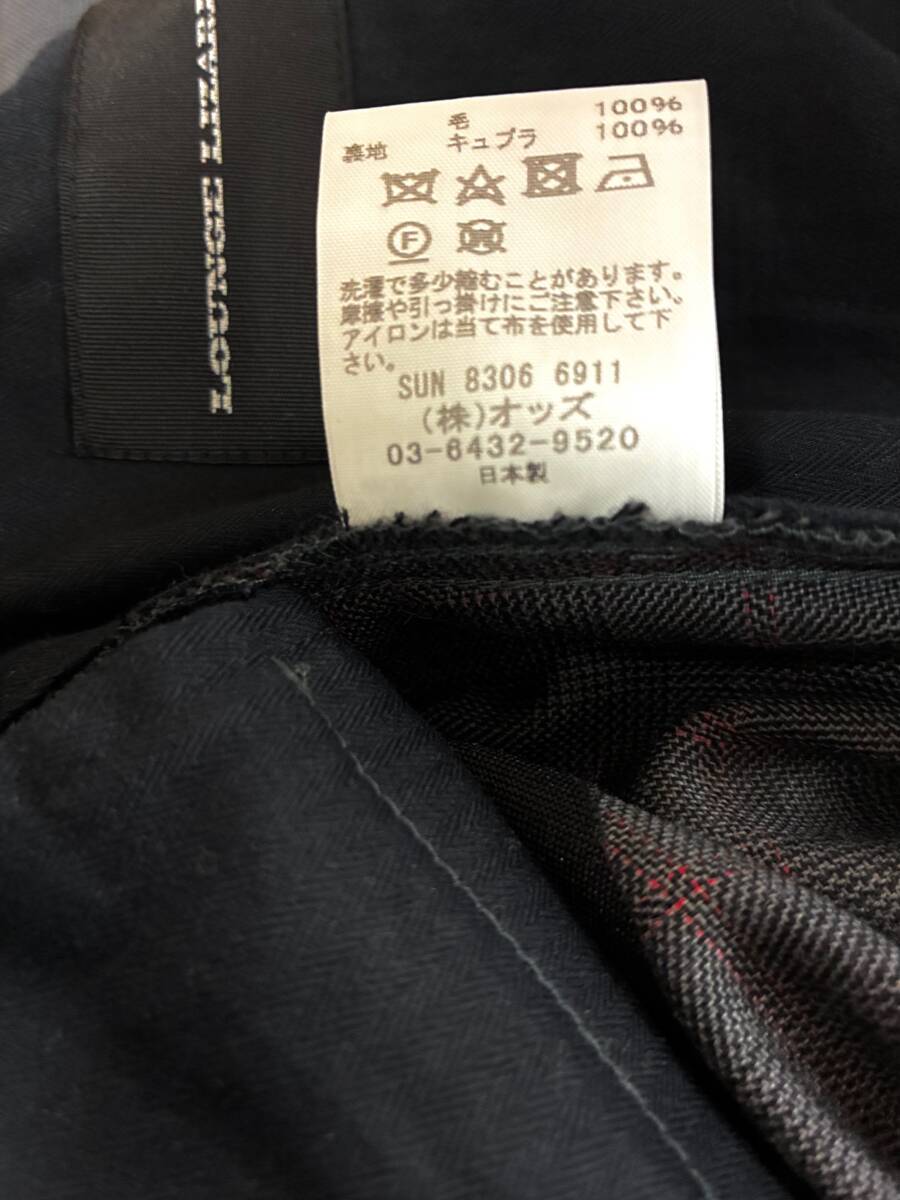 LOUNGE LIZAR
毛 100%
裏地 キュプラ 100%
F
W
洗濯で多少縮むことがあります。
摩擦や引っ掛けにご注意下さい。
アイロンは当て布を使用して下
さい。
SUN 8306 6911
(株)オッズ
03-6432-9520
日本製